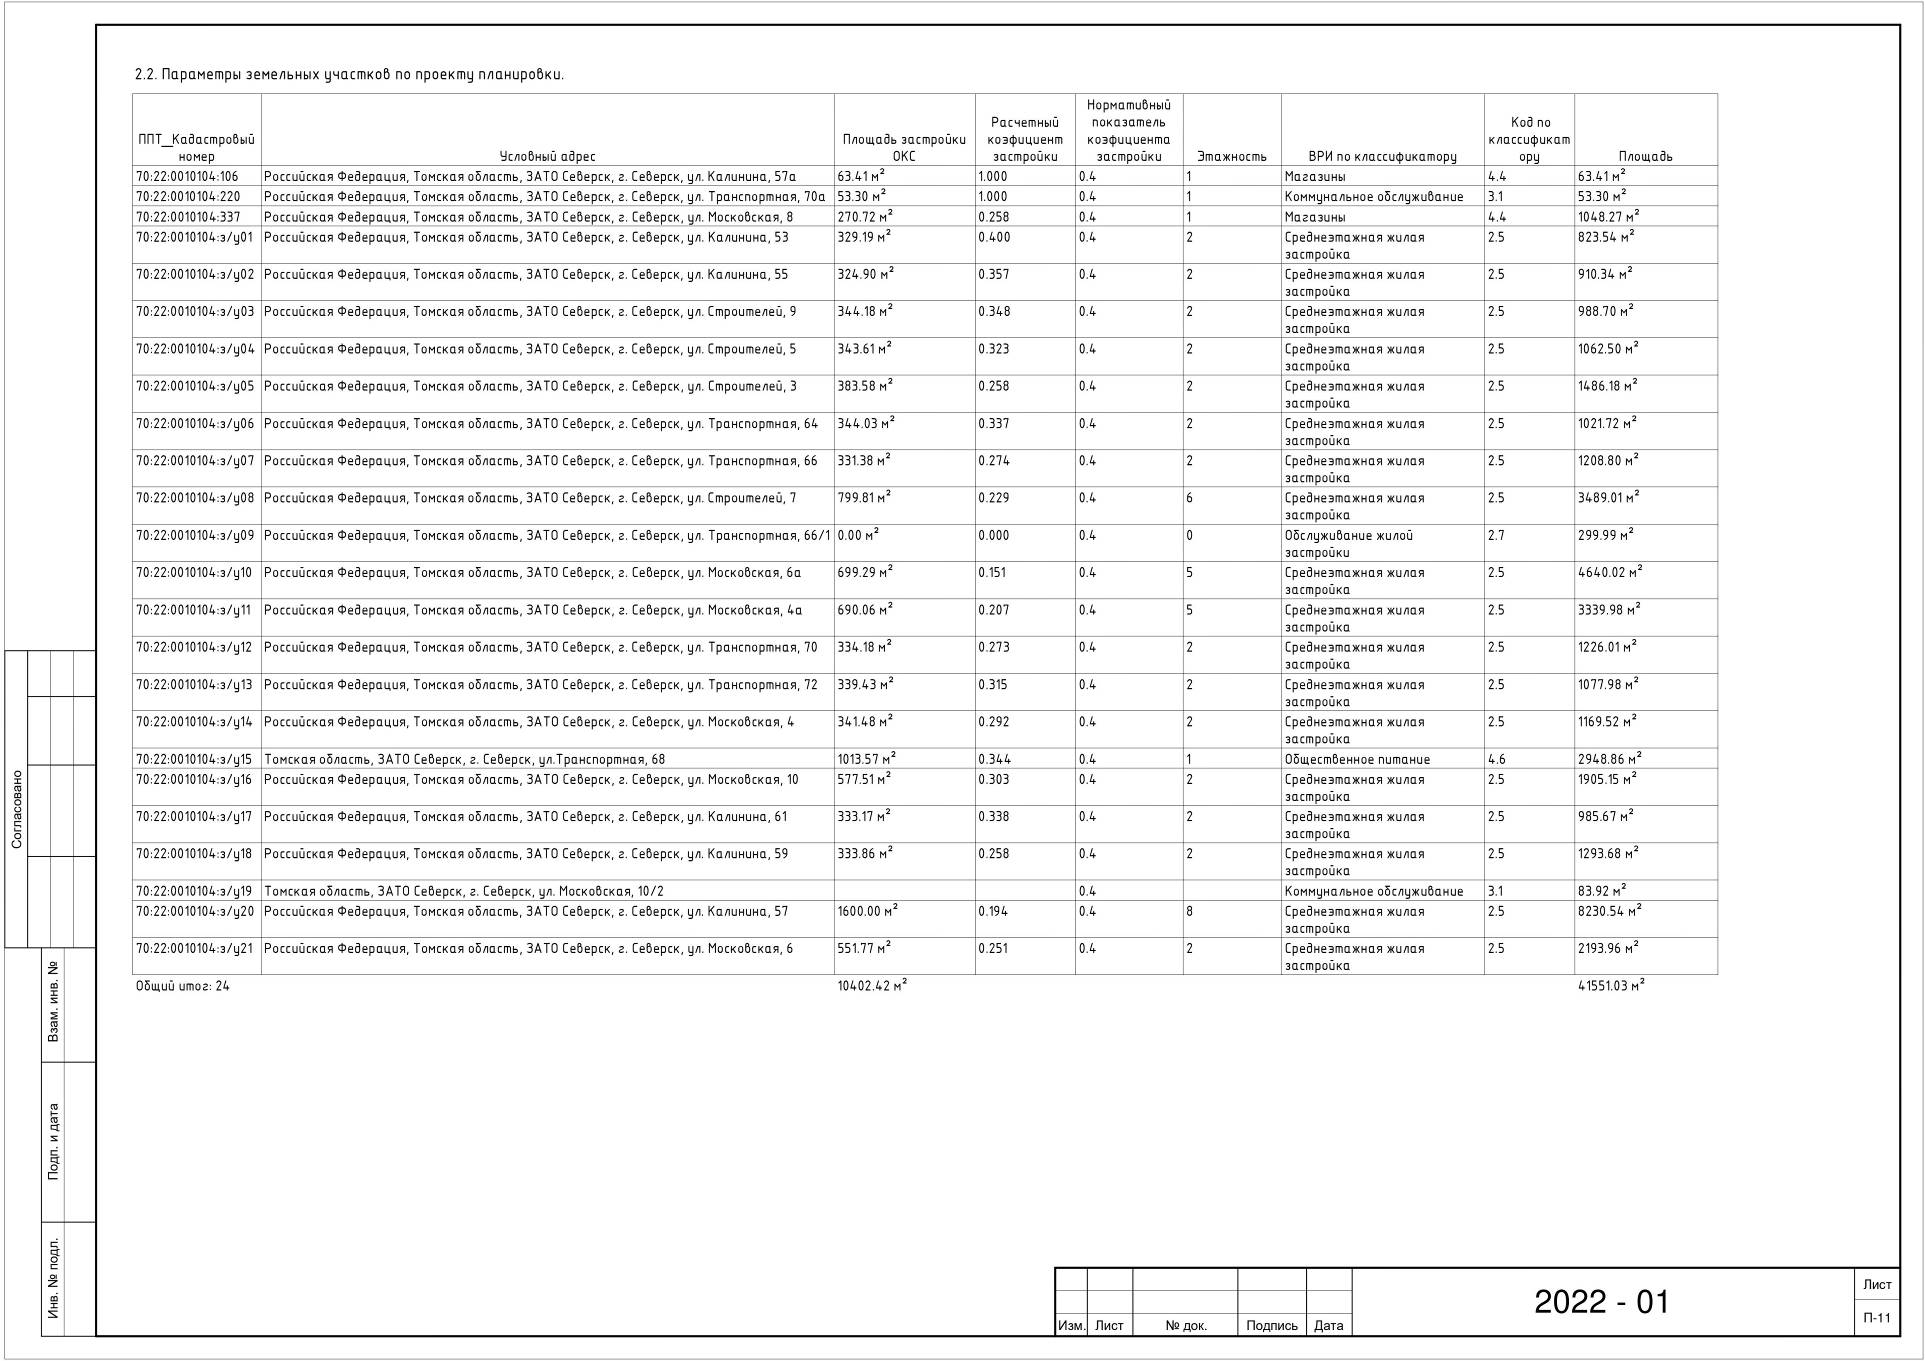 2.2. Параметры земельных участков по проекту планировки.
ППТ__Кадастровый номер | Условный адрес | Площадь застройки ОКС | Расчетный коэфициент застройки | Нормативный показатель коэфициента застройки | Этажность | ВРИ по классификатору | Код по классификатору | Площадь
70:22:0010104:106 | Российская Федерация, Томская область, ЗАТО Северск, г. Северск, ул. Калинина, 57а | 63.41 м² | 1.000 | 0.4 | 1 | Магазины | 4.4 | 63.41 м²
70:22:0010104:220 | Российская Федерация, Томская область, ЗАТО Северск, г. Северск, ул. Транспортная, 70а | 53.30 м² | 1.000 | 0.4 | 1 | Коммунальное обслуживание | 3.1 | 53.30 м²
70:22:0010104:337 | Российская Федерация, Томская область, ЗАТО Северск, г. Северск, ул. Московская, 8 | 270.72 м² | 0.258 | 0.4 | 1 | Магазины | 4.4 | 1048.27 м²
70:22:0010104:з/у01 | Российская Федерация, Томская область, ЗАТО Северск, г. Северск, ул. Калинина, 53 | 329.19 м² | 0.400 | 0.4 | 2 | Среднеэтажная жилая застройка | 2.5 | 823.54 м²
70:22:0010104:з/у02 | Российская Федерация, Томская область, ЗАТО Северск, г. Северск, ул. Калинина, 55 | 324.90 м² | 0.357 | 0.4 | 2 | Среднеэтажная жилая застройка | 2.5 | 910.34 м²
70:22:0010104:з/у03 | Российская Федерация, Томская область, ЗАТО Северск, г. Северск, ул. Строителей, 9 | 344.18 м² | 0.348 | 0.4 | 2 | Среднеэтажная жилая застройка | 2.5 | 988.70 м²
70:22:0010104:з/у04 | Российская Федерация, Томская область, ЗАТО Северск, г. Северск, ул. Строителей, 5 | 343.61 м² | 0.323 | 0.4 | 2 | Среднеэтажная жилая застройка | 2.5 | 1062.50 м²
70:22:0010104:з/у05 | Российская Федерация, Томская область, ЗАТО Северск, г. Северск, ул. Строителей, 3 | 383.58 м² | 0.258 | 0.4 | 2 | Среднеэтажная жилая застройка | 2.5 | 1486.18 м²
70:22:0010104:з/у06 | Российская Федерация, Томская область, ЗАТО Северск, г. Северск, ул. Транспортная, 64 | 344.03 м² | 0.337 | 0.4 | 2 | Среднеэтажная жилая застройка | 2.5 | 1021.72 м²
70:22:0010104:з/у07 | Российская Федерация, Томская область, ЗАТО Северск, г. Северск, ул. Транспортная, 66 | 331.38 м² | 0.274 | 0.4 | 2 | Среднеэтажная жилая застройка | 2.5 | 1208.80 м²
70:22:0010104:з/у08 | Российская Федерация, Томская область, ЗАТО Северск, г. Северск, ул. Строителей, 7 | 799.81 м² | 0.229 | 0.4 | 6 | Среднеэтажная жилая застройка | 2.5 | 3489.01 м²
70:22:0010104:з/у09 | Российская Федерация, Томская область, ЗАТО Северск, г. Северск, ул. Транспортная, 66/1 | 0.00 м² | 0.000 | 0.4 | 0 | Обслуживание жилой застройки | 2.7 | 299.99 м²
70:22:0010104:з/у10 | Российская Федерация, Томская область, ЗАТО Северск, г. Северск, ул. Московская, 6а | 699.29 м² | 0.151 | 0.4 | 5 | Среднеэтажная жилая застройка | 2.5 | 4640.02 м²
70:22:0010104:з/у11 | Российская Федерация, Томская область, ЗАТО Северск, г. Северск, ул. Московская, 4а | 690.06 м² | 0.207 | 0.4 | 5 | Среднеэтажная жилая застройка | 2.5 | 3339.98 м²
70:22:0010104:з/у12 | Российская Федерация, Томская область, ЗАТО Северск, г. Северск, ул. Транспортная, 70 | 334.18 м² | 0.273 | 0.4 | 2 | Среднеэтажная жилая застройка | 2.5 | 1226.01 м²
70:22:0010104:з/у13 | Российская Федерация, Томская область, ЗАТО Северск, г. Северск, ул. Транспортная, 72 | 339.43 м² | 0.315 | 0.4 | 2 | Среднеэтажная жилая застройка | 2.5 | 1077.98 м²
70:22:0010104:з/у14 | Российская Федерация, Томская область, ЗАТО Северск, г. Северск, ул. Московская, 4 | 341.48 м² | 0.292 | 0.4 | 2 | Среднеэтажная жилая застройка | 2.5 | 1169.52 м²
70:22:0010104:з/у15 | Томская область, ЗАТО Северск, г. Северск, ул.Транспортная, 68 | 1013.57 м² | 0.344 | 0.4 | 1 | Общественное питание | 4.6 | 2948.86 м²
70:22:0010104:з/у16 | Российская Федерация, Томская область, ЗАТО Северск, г. Северск, ул. Московская, 10 | 577.51 м² | 0.303 | 0.4 | 2 | Среднеэтажная жилая застройка | 2.5 | 1905.15 м²
70:22:0010104:з/у17 | Российская Федерация, Томская область, ЗАТО Северск, г. Северск, ул. Калинина, 61 | 333.17 м² | 0.338 | 0.4 | 2 | Среднеэтажная жилая застройка | 2.5 | 985.67 м²
70:22:0010104:з/у18 | Российская Федерация, Томская область, ЗАТО Северск, г. Северск, ул. Калинина, 59 | 333.86 м² | 0.258 | 0.4 | 2 | Среднеэтажная жилая застройка | 2.5 | 1293.68 м²
70:22:0010104:з/у19 | Томская область, ЗАТО Северск, г. Северск, ул. Московская, 10/2 | | | 0.4 | | Коммунальное обслуживание | 3.1 | 83.92 м²
70:22:0010104:з/у20 | Российская Федерация, Томская область, ЗАТО Северск, г. Северск, ул. Калинина, 57 | 1600.00 м² | 0.194 | 0.4 | 8 | Среднеэтажная жилая застройка | 2.5 | 8230.54 м²
70:22:0010104:з/у21 | Российская Федерация, Томская область, ЗАТО Северск, г. Северск, ул. Московская, 6 | 551.77 м² | 0.251 | 0.4 | 2 | Среднеэтажная жилая застройка | 2.5 | 2193.96 м²
Общий итог: 24 | 10402.42 м² | 41551.03 м²
Согласовано
Взам. инв. №
Подп. и дата
Инв. № подл.
Изм. | Лист | № док. | Подпись | Дата
2022 - 01
Лист
П-11